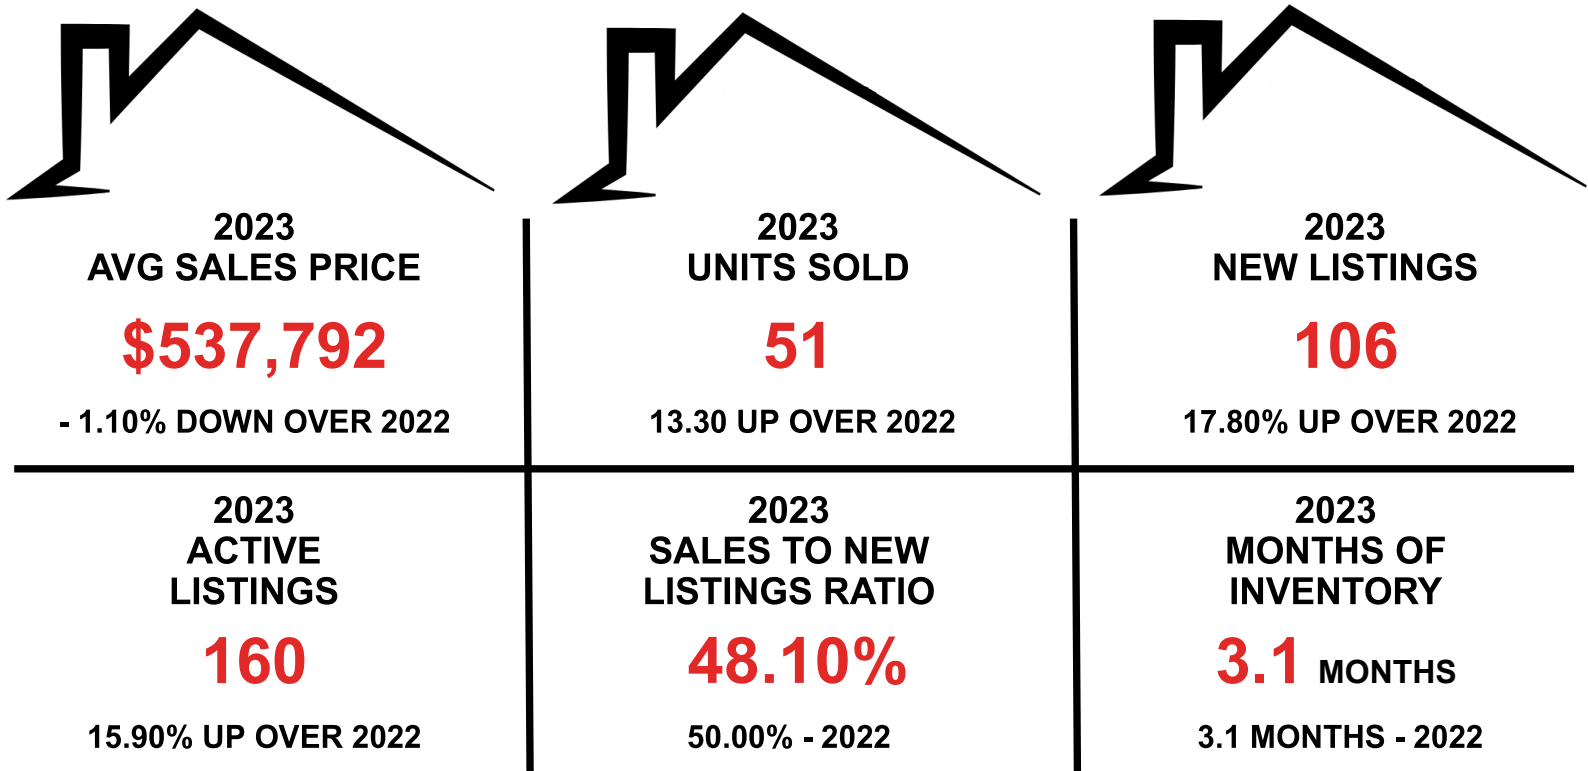 2023
AVG SALES PRICE
$537,792
- 1.10% DOWN OVER 2022
2023
UNITS SOLD
51
13.30 UP OVER 2022
2023
NEW LISTINGS
106
17.80% UP OVER 2022
2023
ACTIVE
LISTINGS
160
15.90% UP OVER 2022
2023
SALES TO NEW
LISTINGS RATIO
48.10%
50.00% - 2022
2023
MONTHS OF
INVENTORY
3.1 MONTHS
3.1 MONTHS - 2022